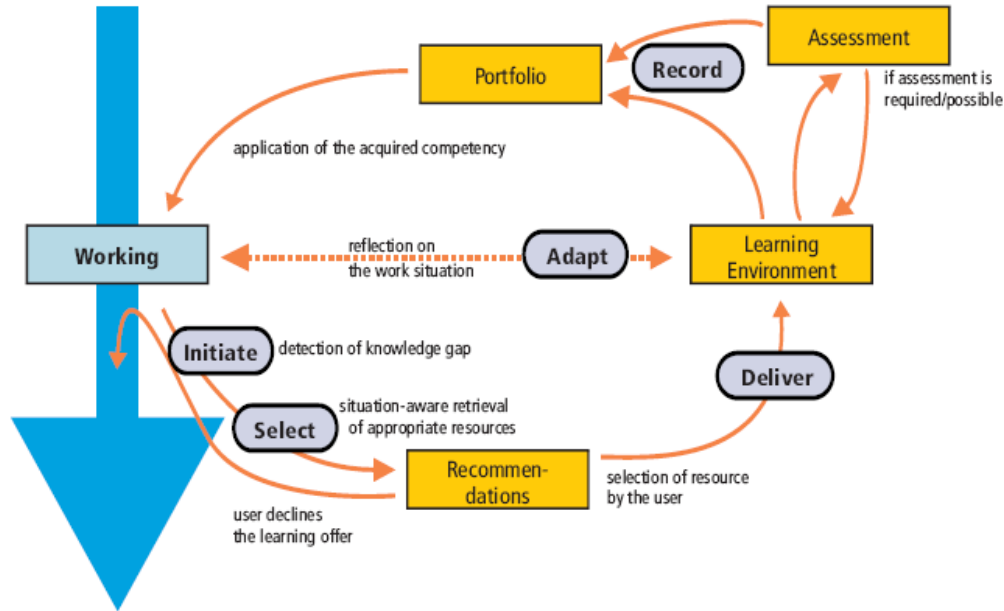 Assessment
Record
Portfolio
if assessment is
required/possible
application of the acquired competency
Working
reflection on
the work situation
Adapt
Learning
Environment
Initiate
detection of knowledge gap
Deliver
Select
situation-aware retrieval
of appropriate resources
Recommen-
dations
selection of resource
by the user
user declines
the learning offer